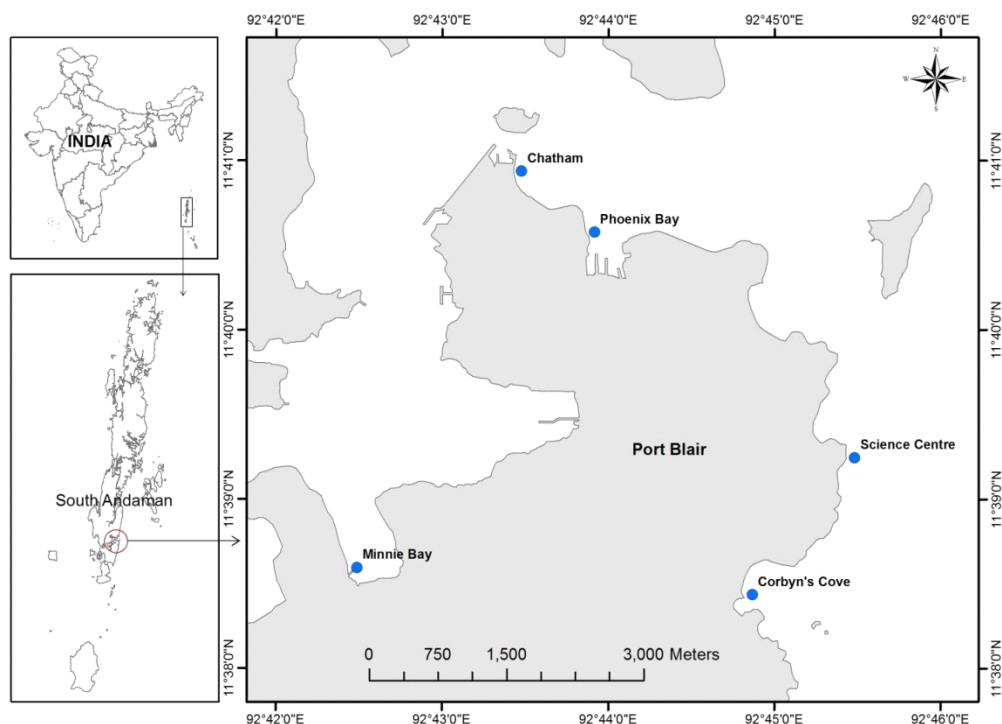 92°42'0"E 92°43'0"E 92°44'0"E 92°45'0"E 92°46'0"E
N
W E
S
INDIA
11°41'0"N 11°41'0"N
Chatham
Phoenix Bay
11°40'0"N 11°40'0"N
Port Blair
Science Centre
South Andaman
11°39'0"N 11°39'0"N
Minnie Bay
Corbyn's Cove
0 750 1,500 3,000 Meters
11°38'0"N 11°38'0"N
92°42'0"E 92°43'0"E 92°44'0"E 92°45'0"E 92°46'0"E